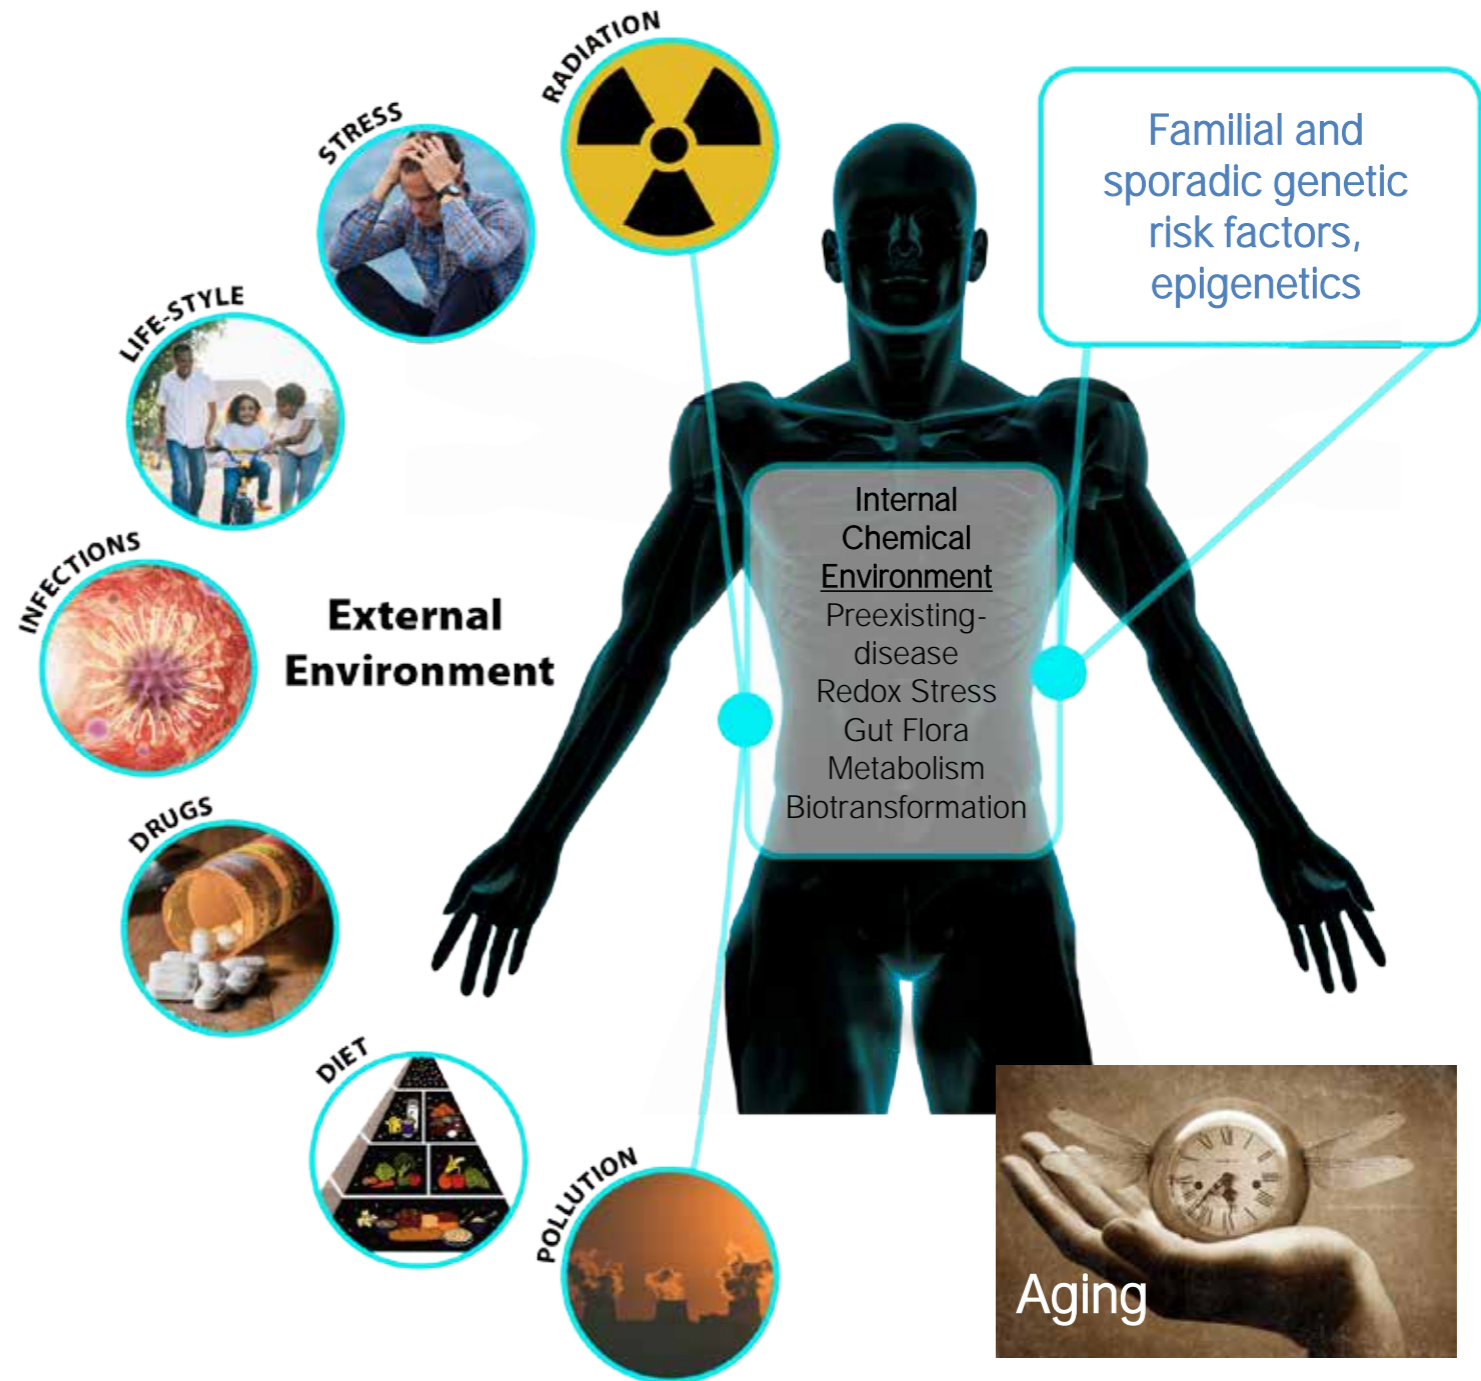 RADIATION
STRESS
LIFE-STYLE
INFECTIONS
External
Environment
DRUGS
DIET
POLLUTION
Familial and
sporadic genetic
risk factors,
epigenetics
Internal
Chemical
Environment
Preexisting-
disease
Redox Stress
Gut Flora
Metabolism
Biotransformation
Aging